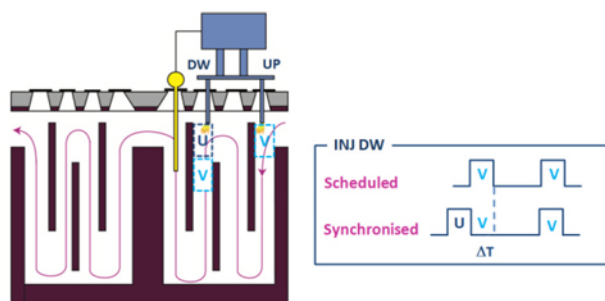 DW UP
U V
V
INJ DW
Scheduled V V
Synchronised U V V
ΔT